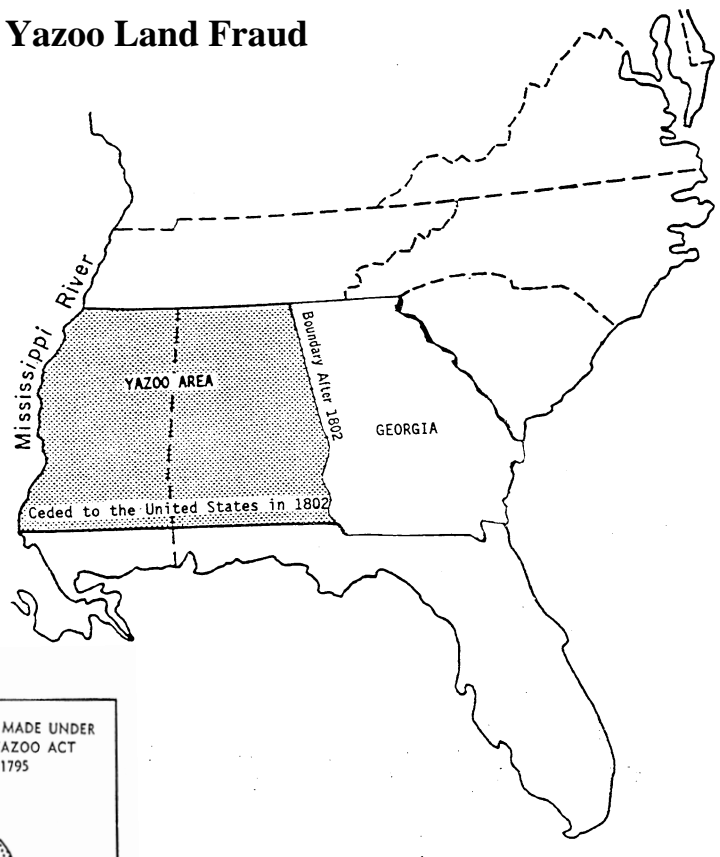 Yazoo Land Fraud
Mississippi River
Boundary After 1802
YAZOO AREA
GEORGIA
Ceded to the United States in 1802
MADE UNDER
AZOO ACT
1795